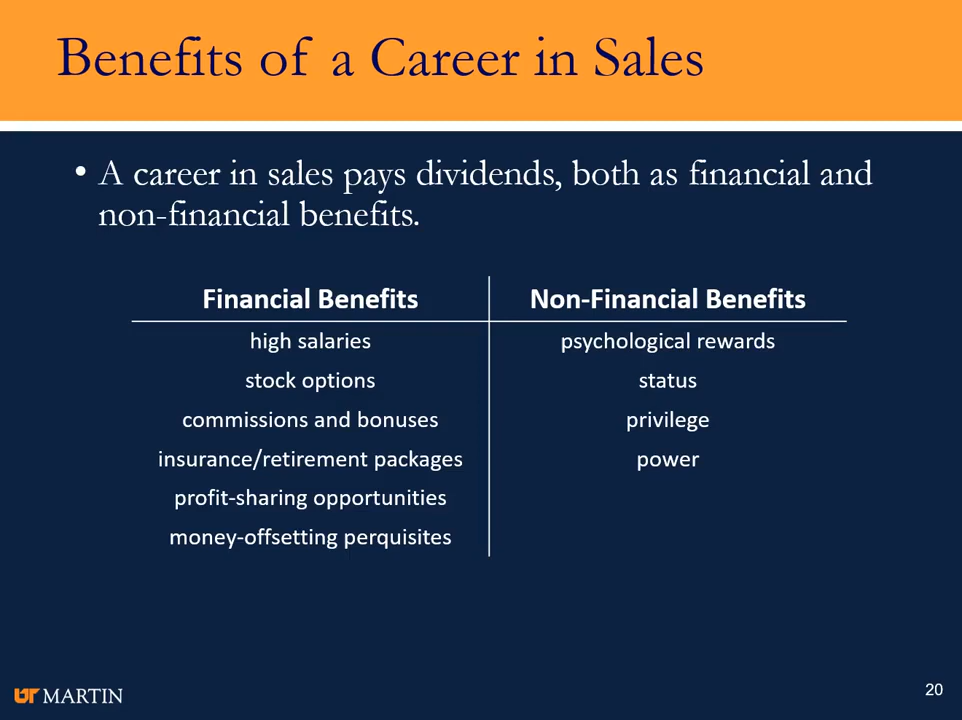 Benefits of a Career in Sales
• A career in sales pays dividends, both as financial and
non-financial benefits.
Financial Benefits Non-Financial Benefits
high salaries psychological rewards
stock options status
commissions and bonuses privilege
insurance/retirement packages power
profit-sharing opportunities
money-offsetting perquisites
UT MARTIN 20